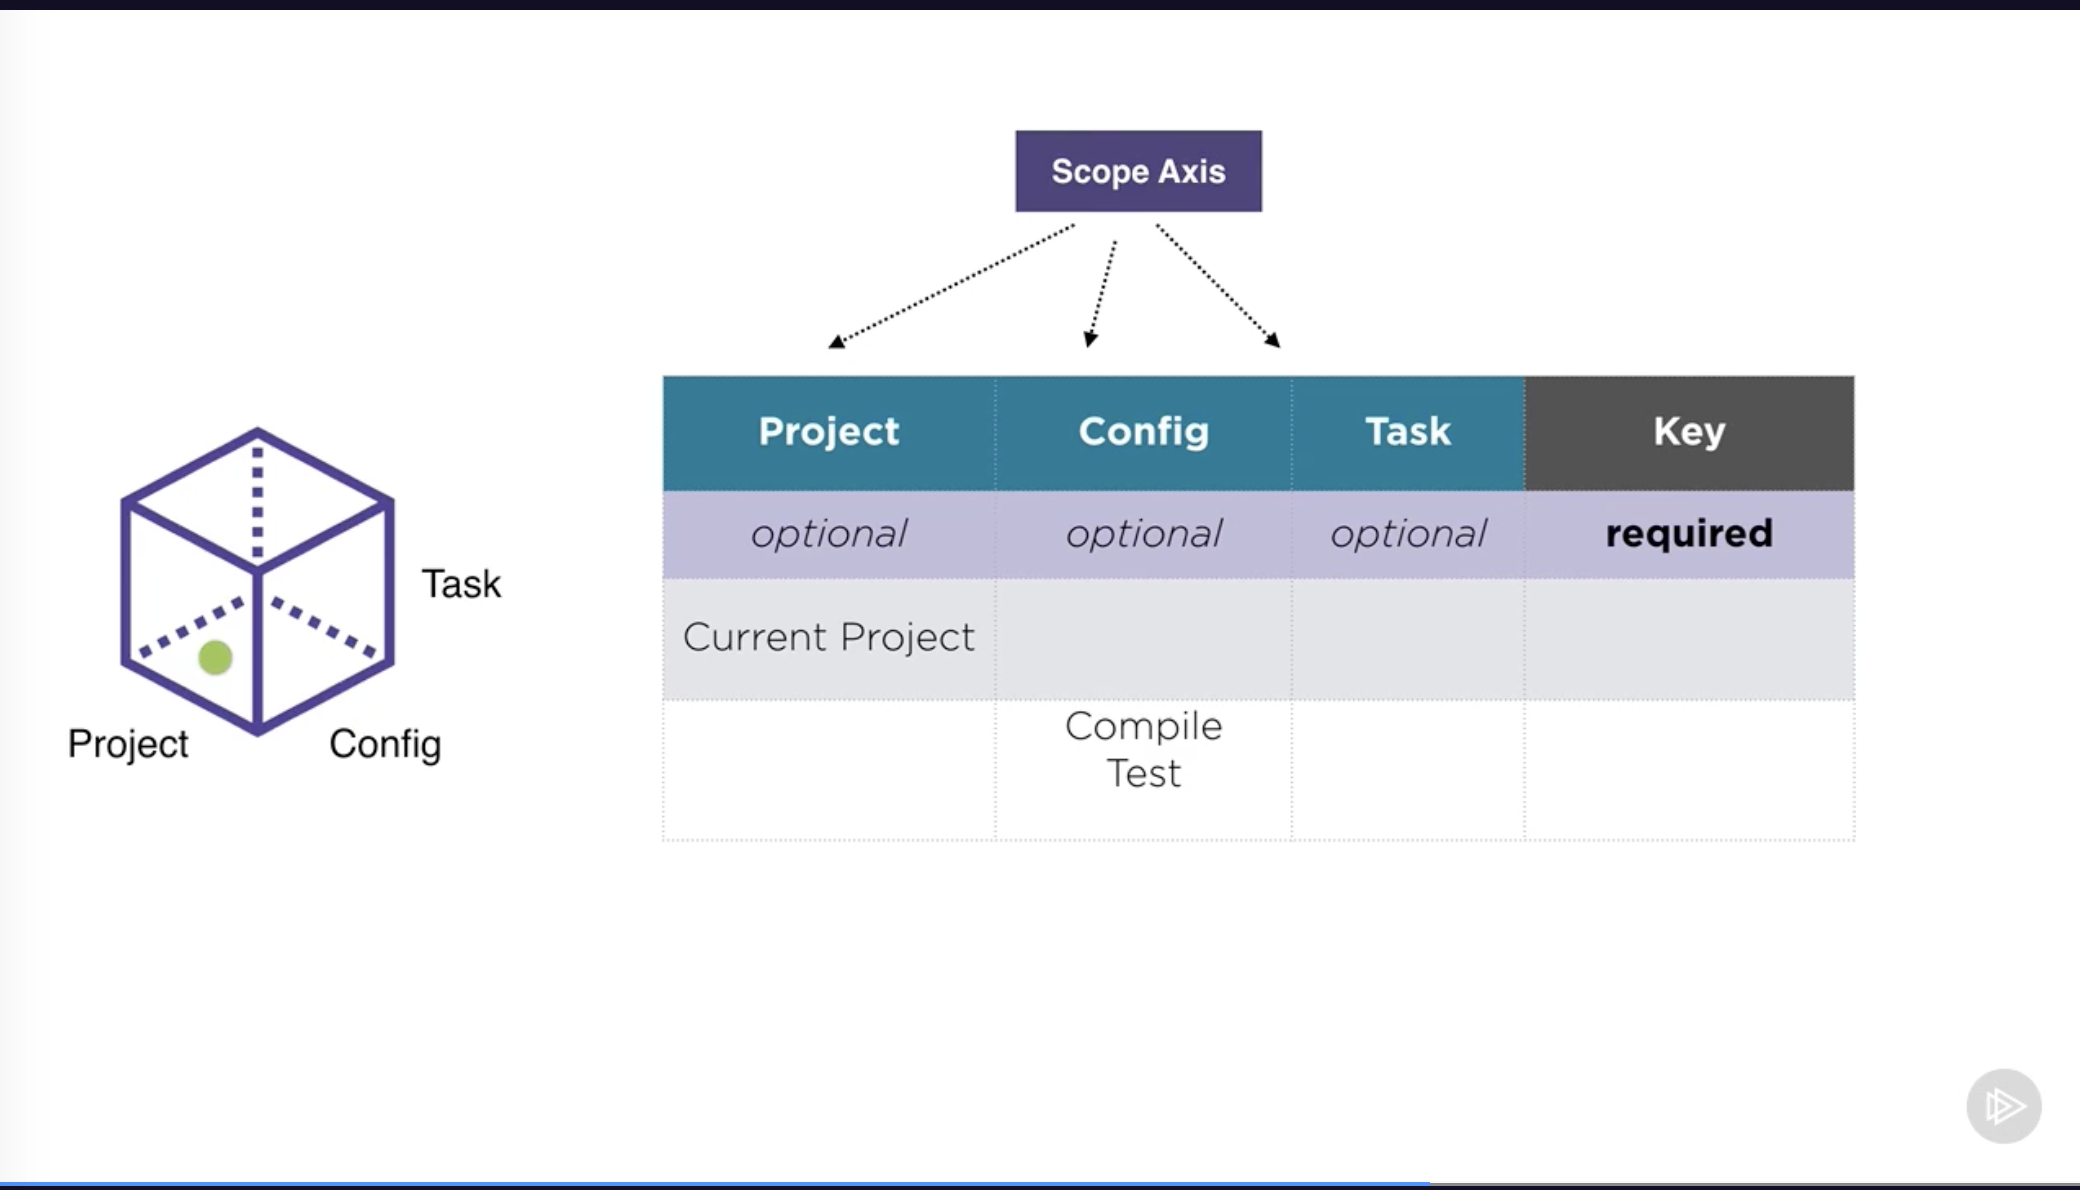 Scope Axis
Project Config Task Key
optional optional optional required
Current Project
Compile
Test
Task
Project Config